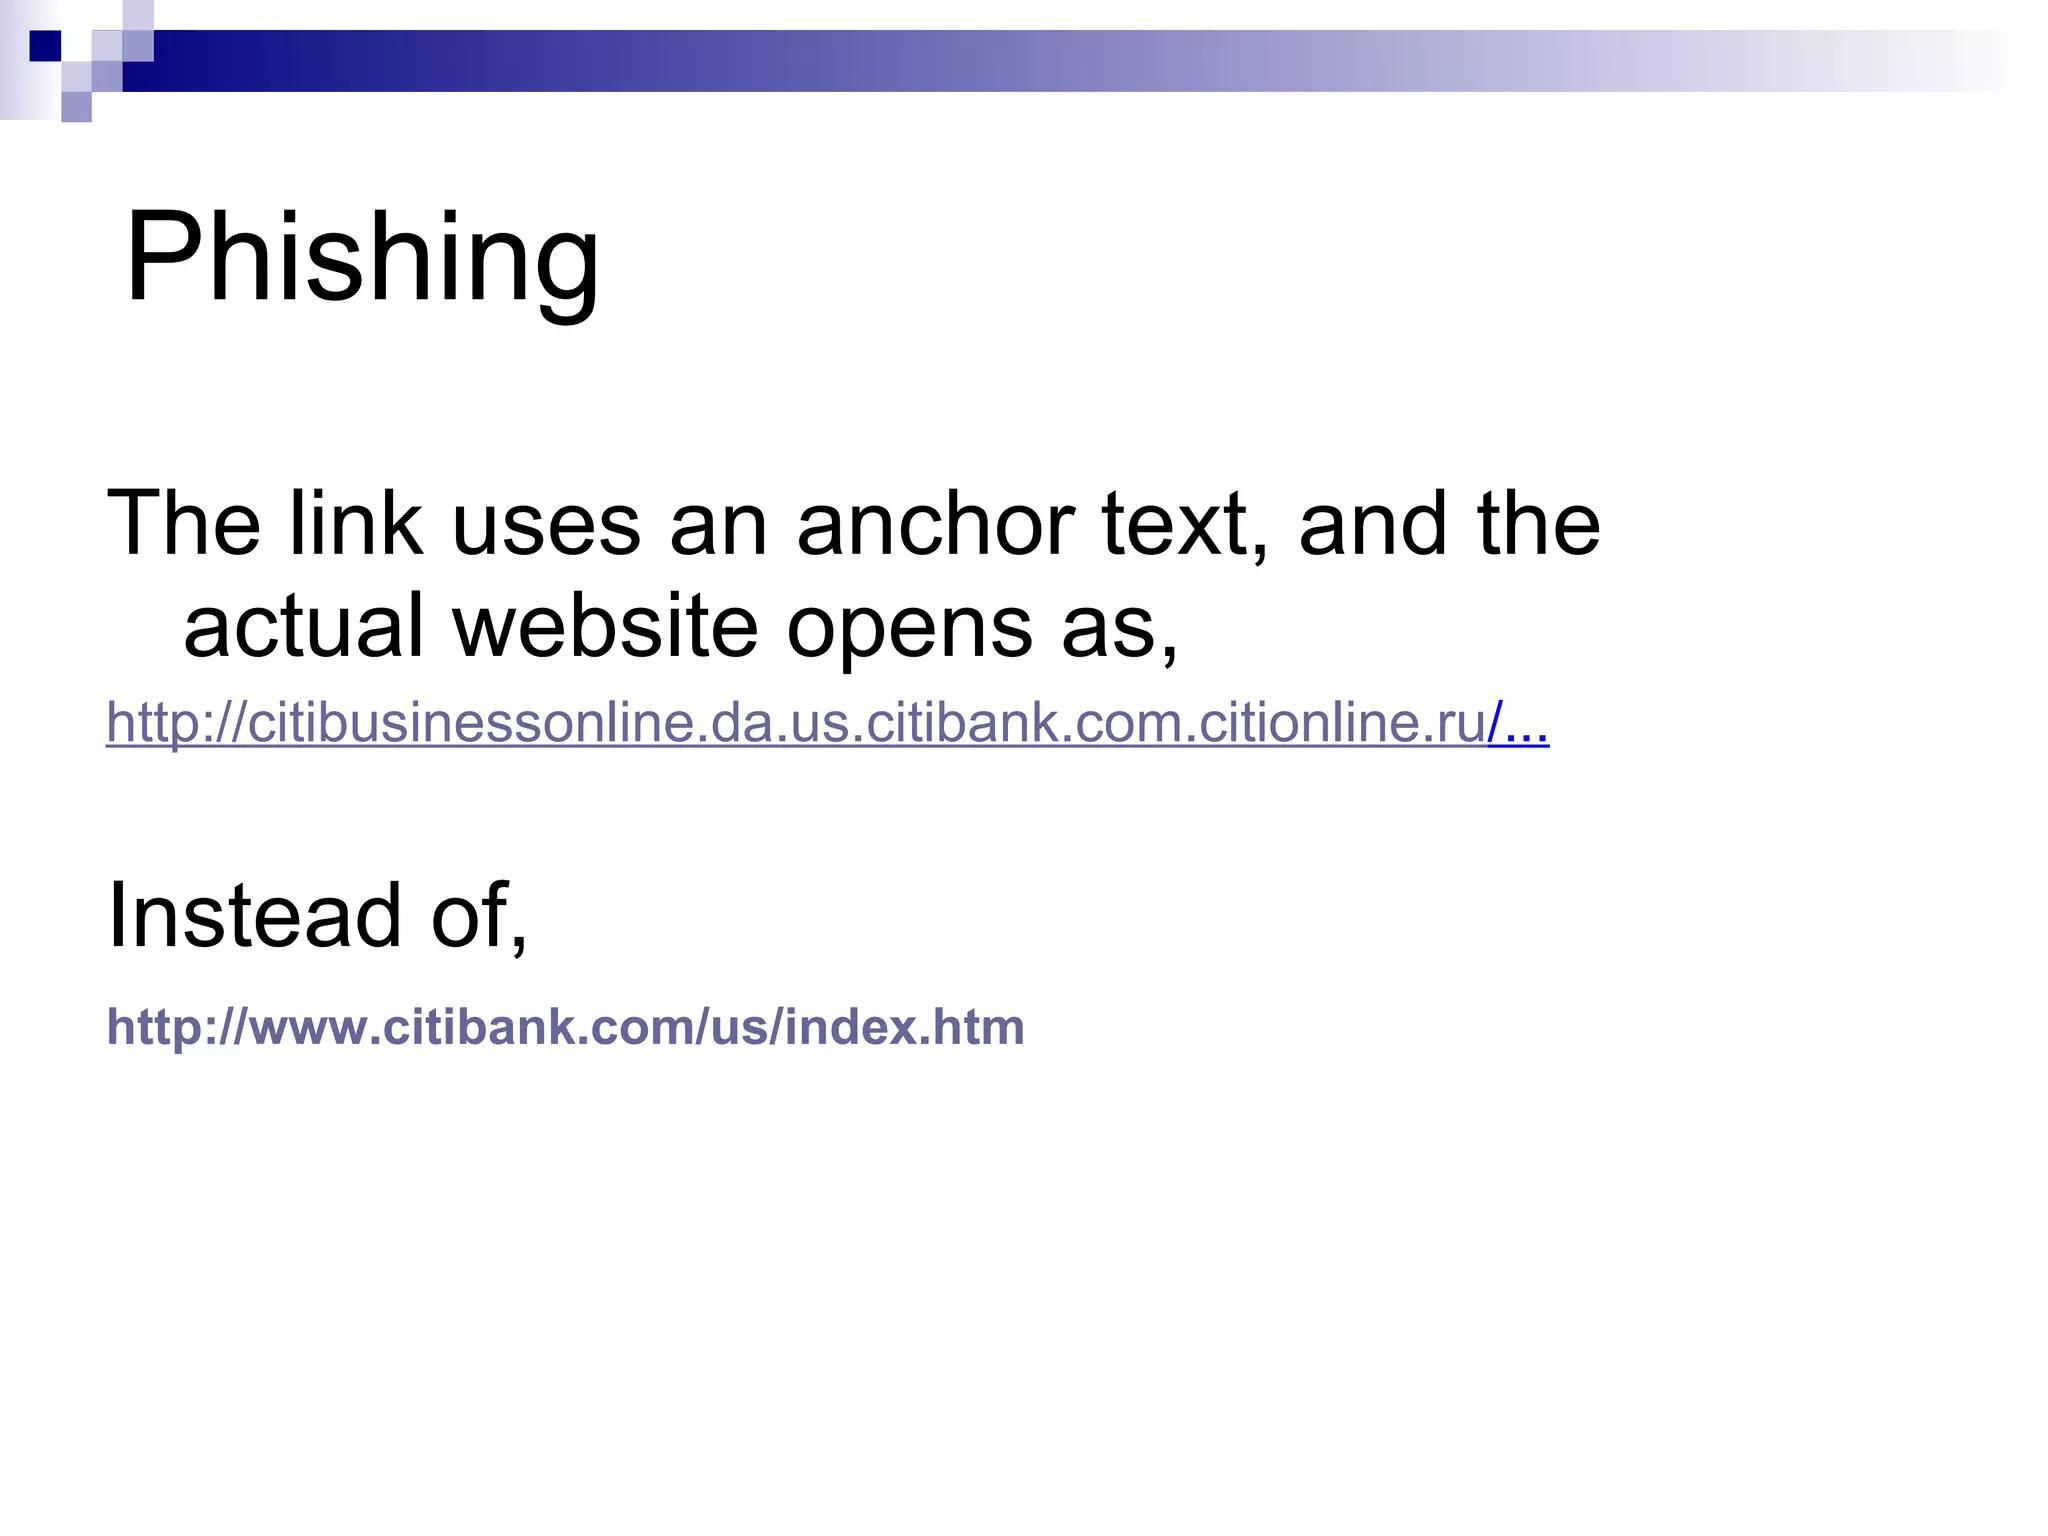 Phishing
The link uses an anchor text, and the
actual website opens as,
http://citibusinessonline.da.us.citibank.com.citionline.ru/...
Instead of,
http://www.citibank.com/us/index.htm